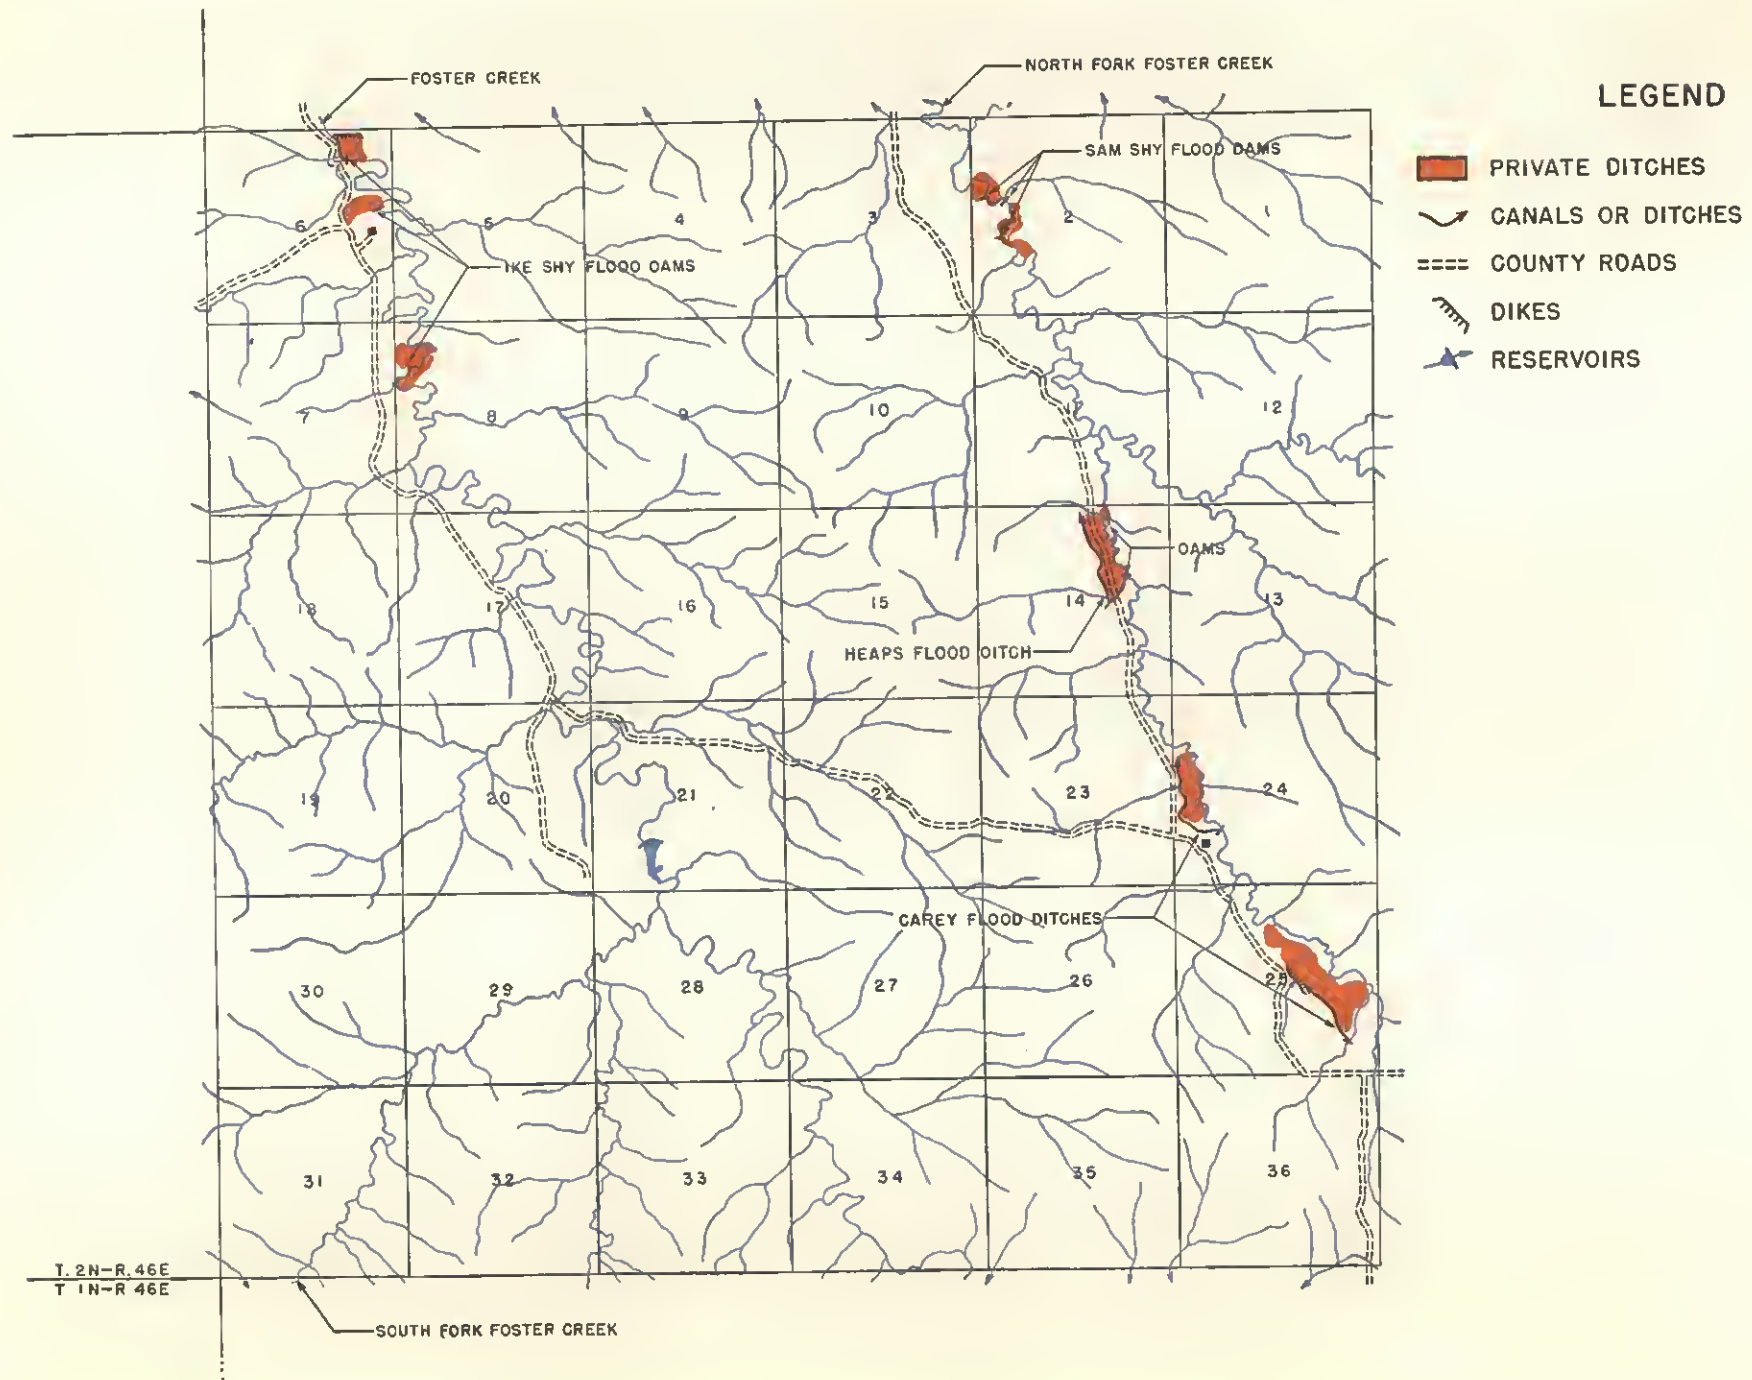 FOSTER CREEK
NORTH FORK FOSTER CREEK
LEGEND
PRIVATE DITCHES
CANALS OR DITCHES
COUNTY ROADS
DIKES
RESERVOIRS
SAM SHY FLOOD DAMS
6 5 4 3 2 1
IKE SHY FLOOD DAMS
7 8 9 10 12
DAMS
18 17 16 15 14 13
HEAPS FLOOD DITCH
19 20 21 22 23 24
CAREY FLOOD DITCHES
30 29 28 27 26 25
31 32 33 34 35 36
T. 2N-R. 46E
T 1N-R 46E
SOUTH FORK FOSTER CREEK